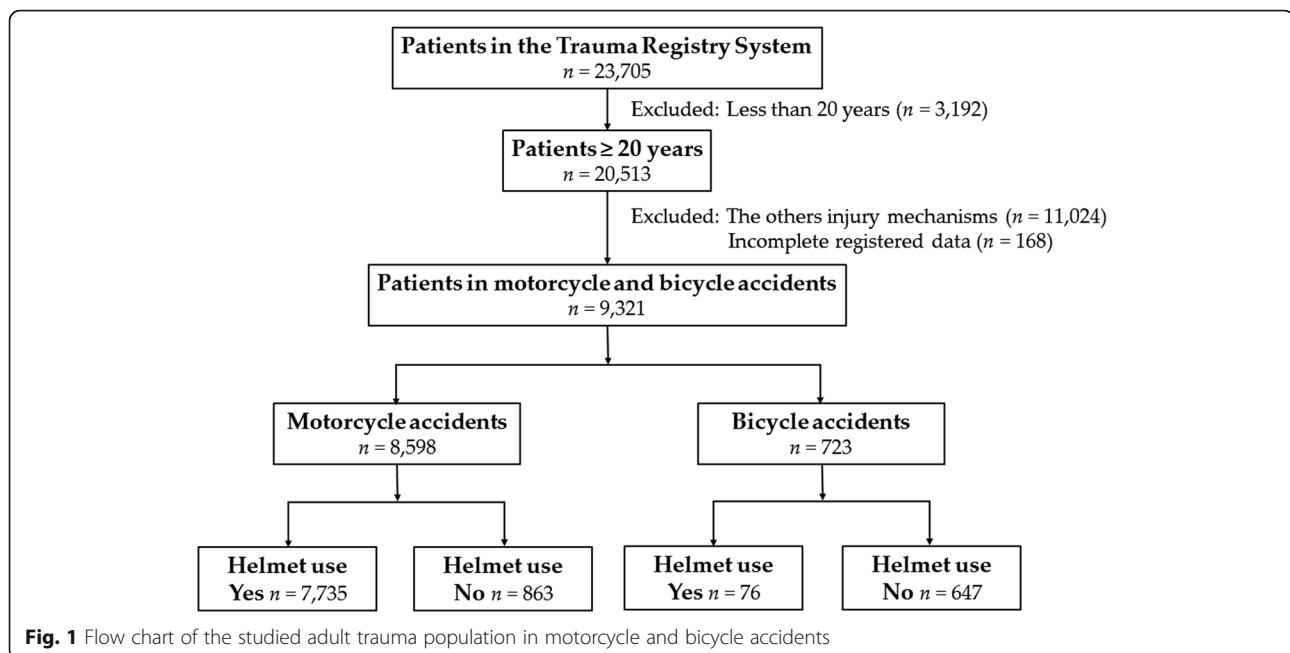 Patients in the Trauma Registry System
n = 23,705
Excluded: Less than 20 years (n = 3,192)
Patients ≥ 20 years
n = 20,513
Excluded: The others injury mechanisms (n = 11,024)
Incomplete registered data (n = 168)
Patients in motorcycle and bicycle accidents
n = 9,321
Motorcycle accidents
n = 8,598
Bicycle accidents
n = 723
Helmet use
Yes n = 7,735
Helmet use
No n = 863
Helmet use
Yes n = 76
Helmet use
No n = 647
Fig. 1 Flow chart of the studied adult trauma population in motorcycle and bicycle accidents